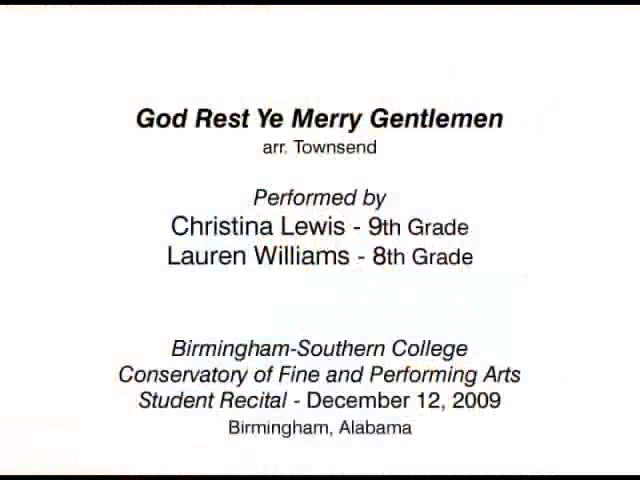 God Rest Ye Merry Gentlemen
arr. Townsend
Performed by
Christina Lewis - 9th Grade
Lauren Williams - 8th Grade
Birmingham-Southern College
Conservatory of Fine and Performing Arts
Student Recital - December 12, 2009
Birmingham, Alabama